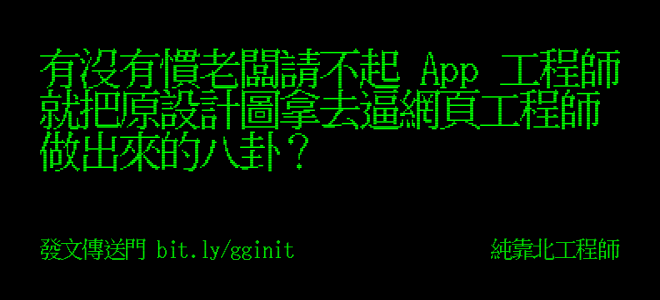 有沒有慣老闆請不起 App 工程師
就把原設計圖拿去逼網頁工程師
做出來的八卦？
發文傳送門 bit.ly/gginit
純靠北工程師